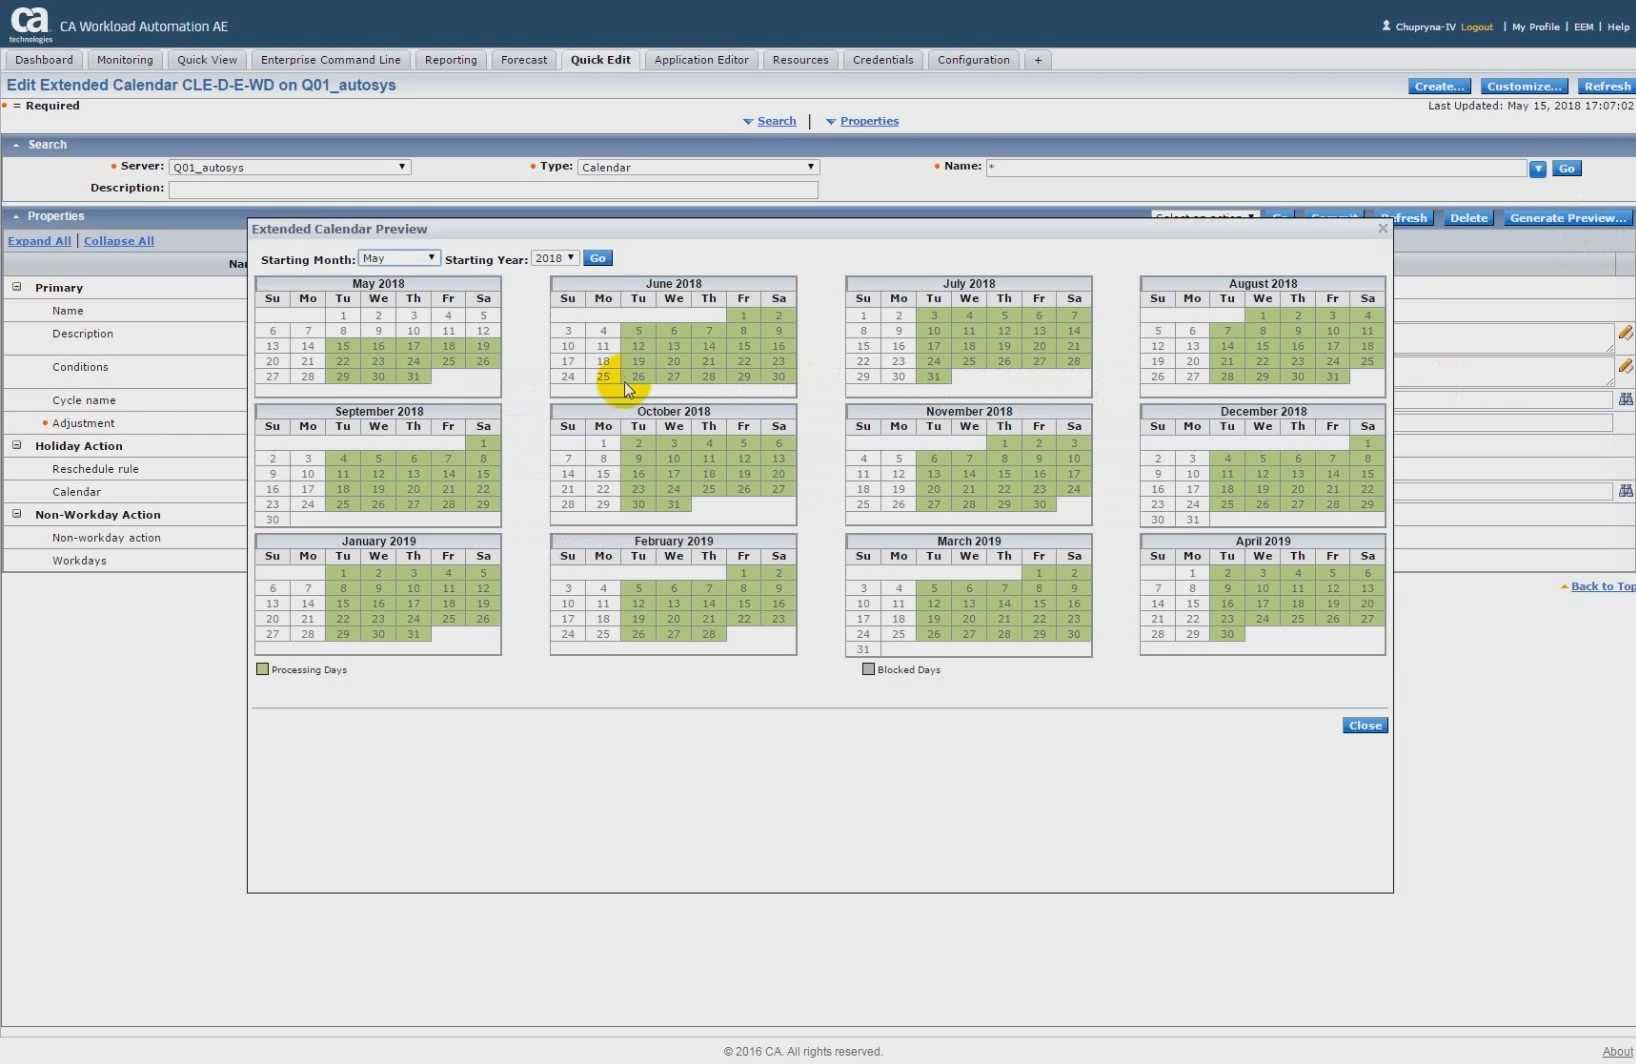 ca
technologies
CA Workload Automation AE
Chupryna-IV Logout | My Profile | EEM | Help
Dashboard Monitoring Quick View Enterprise Command Line Reporting Forecast Quick Edit Application Editor Resources Credentials Configuration +
Edit Extended Calendar CLE-D-E-WD on Q01_autosys
Create... Customize... Refresh
= Required
Last Updated: May 15, 2018 17:07:02
Search | Properties
Search
Server: Q01_autosys Type: Calendar Name: * Go
Description:
Properties
Refresh Delete Generate Preview...
Expand All | Collapse All
Primary
Name
Description
Conditions
Cycle name
Adjustment
Holiday Action
Reschedule rule
Calendar
Non-Workday Action
Non-workday action
Workdays
Extended Calendar Preview
Starting Month: May Starting Year: 2018 Go
May 2018
Su Mo Tu We Th Fr Sa
1 2 3 4 5
6 7 8 9 10 11 12
13 14 15 16 17 18 19
20 21 22 23 24 25 26
27 28 29 30 31
June 2018
Su Mo Tu We Th Fr Sa
1 2
3 4 5 6 7 8 9
10 11 12 13 14 15 16
17 18 19 20 21 22 23
24 25 26 27 28 29 30
July 2018
Su Mo Tu We Th Fr Sa
1 2 3 4 5 6 7
8 9 10 11 12 13 14
15 16 17 18 19 20 21
22 23 24 25 26 27 28
29 30 31
August 2018
Su Mo Tu We Th Fr Sa
1 2 3 4
5 6 7 8 9 10 11
12 13 14 15 16 17 18
19 20 21 22 23 24 25
26 27 28 29 30 31
September 2018
Su Mo Tu We Th Fr Sa
1
2 3 4 5 6 7 8
9 10 11 12 13 14 15
16 17 18 19 20 21 22
23 24 25 26 27 28 29
30
October 2018
Su Mo Tu We Th Fr Sa
1 2 3 4 5 6
7 8 9 10 11 12 13
14 15 16 17 18 19 20
21 22 23 24 25 26 27
28 29 30 31
November 2018
Su Mo Tu We Th Fr Sa
1 2 3
4 5 6 7 8 9 10
11 12 13 14 15 16 17
18 19 20 21 22 23 24
25 26 27 28 29 30
December 2018
Su Mo Tu We Th Fr Sa
1
2 3 4 5 6 7 8
9 10 11 12 13 14 15
16 17 18 19 20 21 22
23 24 25 26 27 28 29
30 31
January 2019
Su Mo Tu We Th Fr Sa
1 2 3 4 5
6 7 8 9 10 11 12
13 14 15 16 17 18 19
20 21 22 23 24 25 26
27 28 29 30 31
February 2019
Su Mo Tu We Th Fr Sa
1 2
3 4 5 6 7 8 9
10 11 12 13 14 15 16
17 18 19 20 21 22 23
24 25 26 27 28
March 2019
Su Mo Tu We Th Fr Sa
1 2
3 4 5 6 7 8 9
10 11 12 13 14 15 16
17 18 19 20 21 22 23
24 25 26 27 28 29 30
31
April 2019
Su Mo Tu We Th Fr Sa
1 2 3 4 5 6
7 8 9 10 11 12 13
14 15 16 17 18 19 20
21 22 23 24 25 26 27
28 29 30
Processing Days
Blocked Days
Close
Back to Top
© 2016 CA. All rights reserved.
About